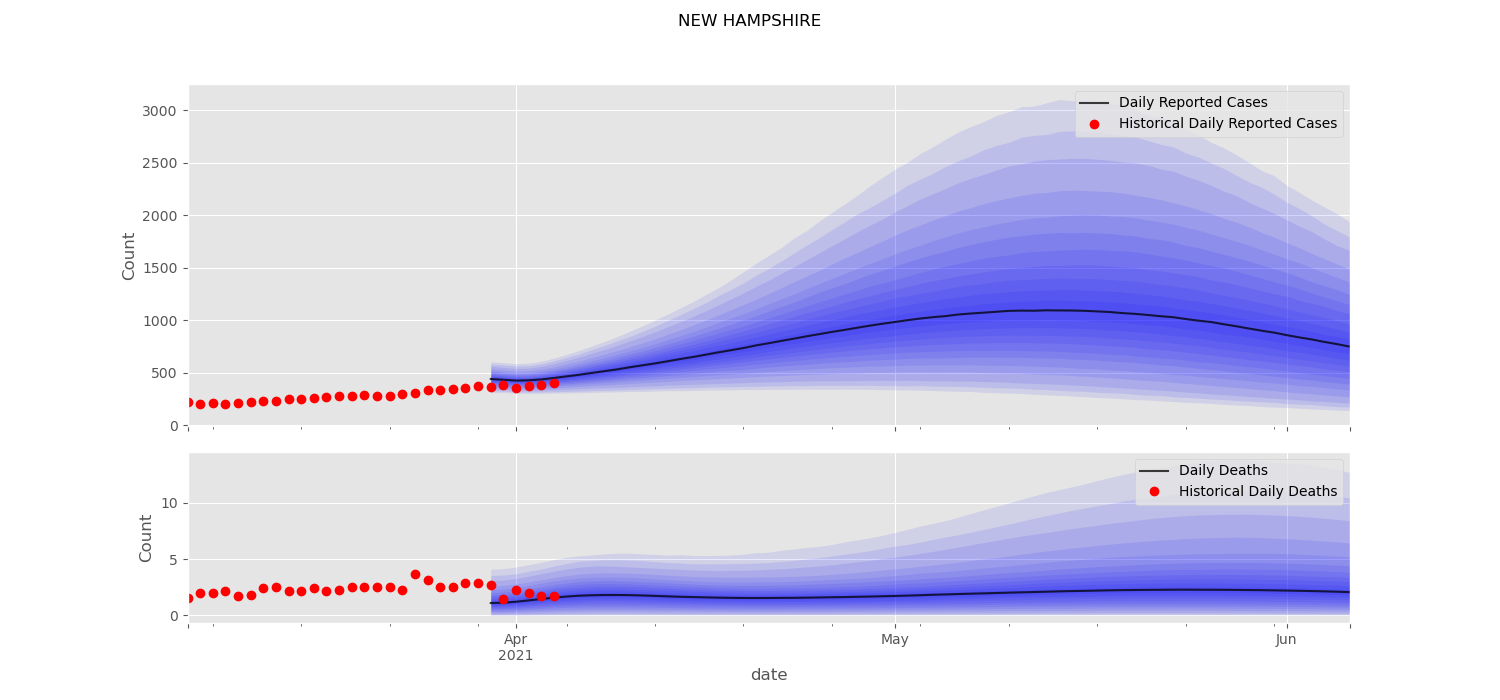 NEW HAMPSHIRE
3000
2500
2000
1500
1000
500
0
Count
Daily Reported Cases
Historical Daily Reported Cases
10
5
0
Count
Daily Deaths
Historical Daily Deaths
Apr
2021
May
Jun
date